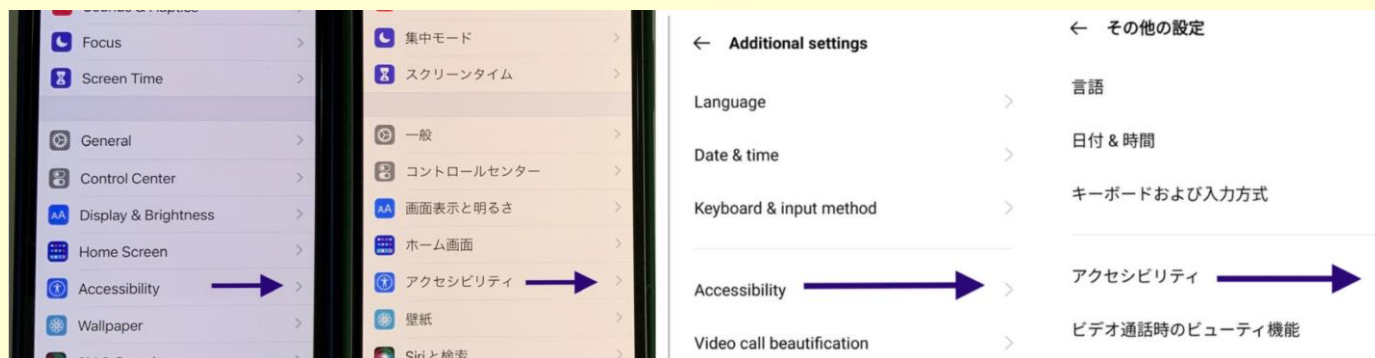 Focus
Screen Time
General
Control Center
Display & Brightness
Home Screen
Accessibility
Wallpaper
集中モード
スクリーンタイム
一般
コントロールセンター
画面表示と明るさ
ホーム画面
アクセシビリティ
壁紙
Siriと検索
← Additional settings
Language
Date & time
Keyboard & input method
Accessibility
Video call beautification
← その他の設定
言語
日付 & 時間
キーボードおよび入力方式
アクセシビリティ
ビデオ通話時のビューティ機能